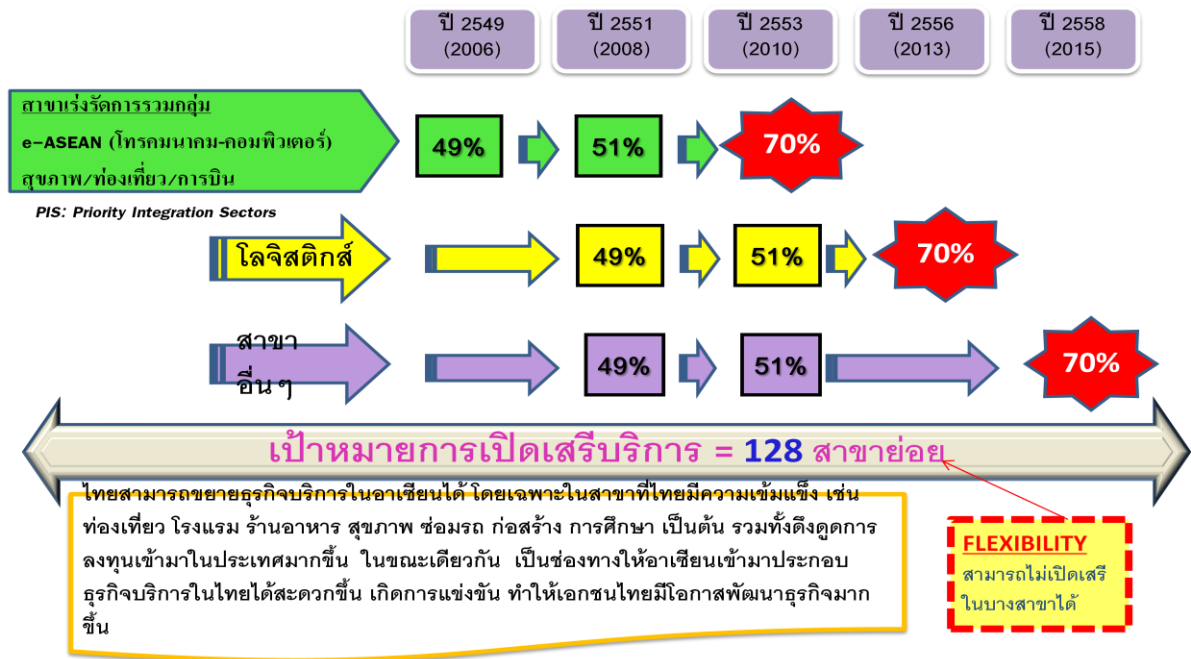 ปี 2549
(2006)
ปี 2551
(2008)
ปี 2553
(2010)
ปี 2556
(2013)
ปี 2558
(2015)
สาขาเร่งรัดการรวมกลุ่ม
e-ASEAN (โทรคมนาคม-คอมพิวเตอร์)
สุขภาพ/ท่องเที่ยว/การบิน
49%
51%
70%
PIS: Priority Integration Sectors
โลจิสติกส์
49%
51%
70%
สาขา
อื่นๆ
49%
51%
70%
เป้าหมายการเปิดเสรีบริการ = 128 สาขาย่อย
ไทยสามารถขยายธุรกิจบริการในอาเซียนได้ โดยเฉพาะในสาขาที่ไทยมีความเข้มแข็ง เช่น
ท่องเที่ยว โรงแรม ร้านอาหาร สุขภาพ ซ่อมรถ ก่อสร้าง การศึกษา เป็นต้น รวมทั้งดึงดูดการ
ลงทุนเข้ามาในประเทศมากขึ้น ในขณะเดียวกัน เป็นช่องทางให้อาเซียนเข้ามาประกอบ
ธุรกิจบริการในไทยได้สะดวกขึ้น เกิดการแข่งขัน ทำให้เอกชนไทยมีโอกาสพัฒนาธุรกิจมาก
ขึ้น
FLEXIBILITY
สามารถไม่เปิดเสรี
ในบางสาขาได้